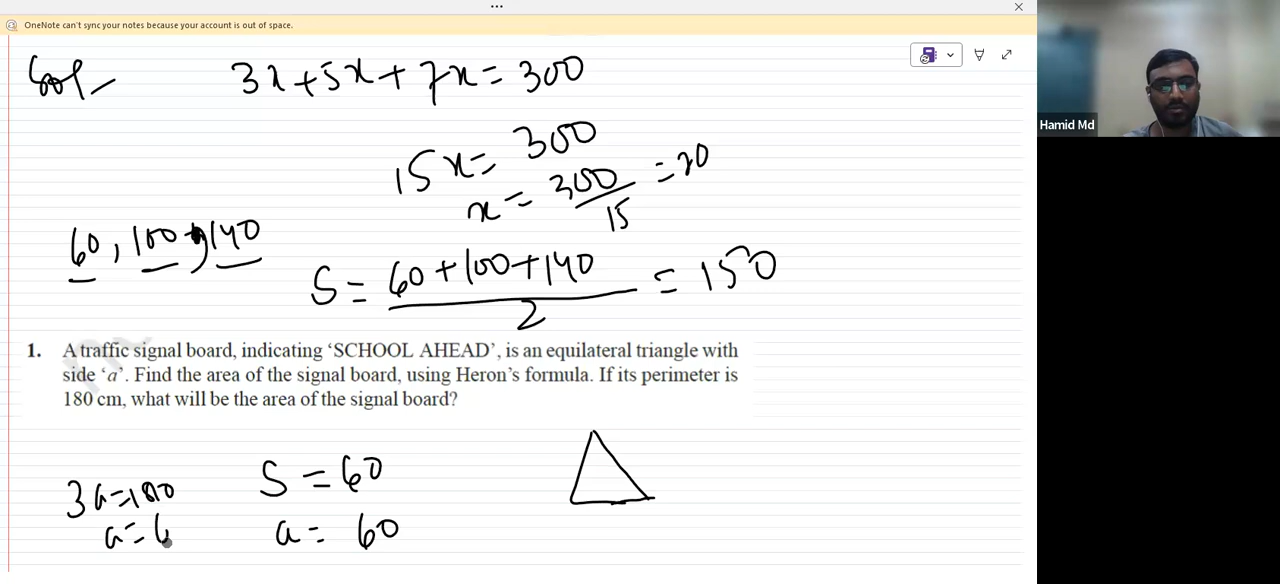 OneNote can't sync your notes because your account is out of space.
Sol
3x+5x+7x=300
15x=300
x=300/15=20
60, 100, 140
S=60+100+140/2=150
Hamid Md
1. A traffic signal board, indicating ‘SCHOOL AHEAD’, is an equilateral triangle with
side ‘a’. Find the area of the signal board, using Heron’s formula. If its perimeter is
180 cm, what will be the area of the signal board?
3a=180
a=6
S=60
a=60